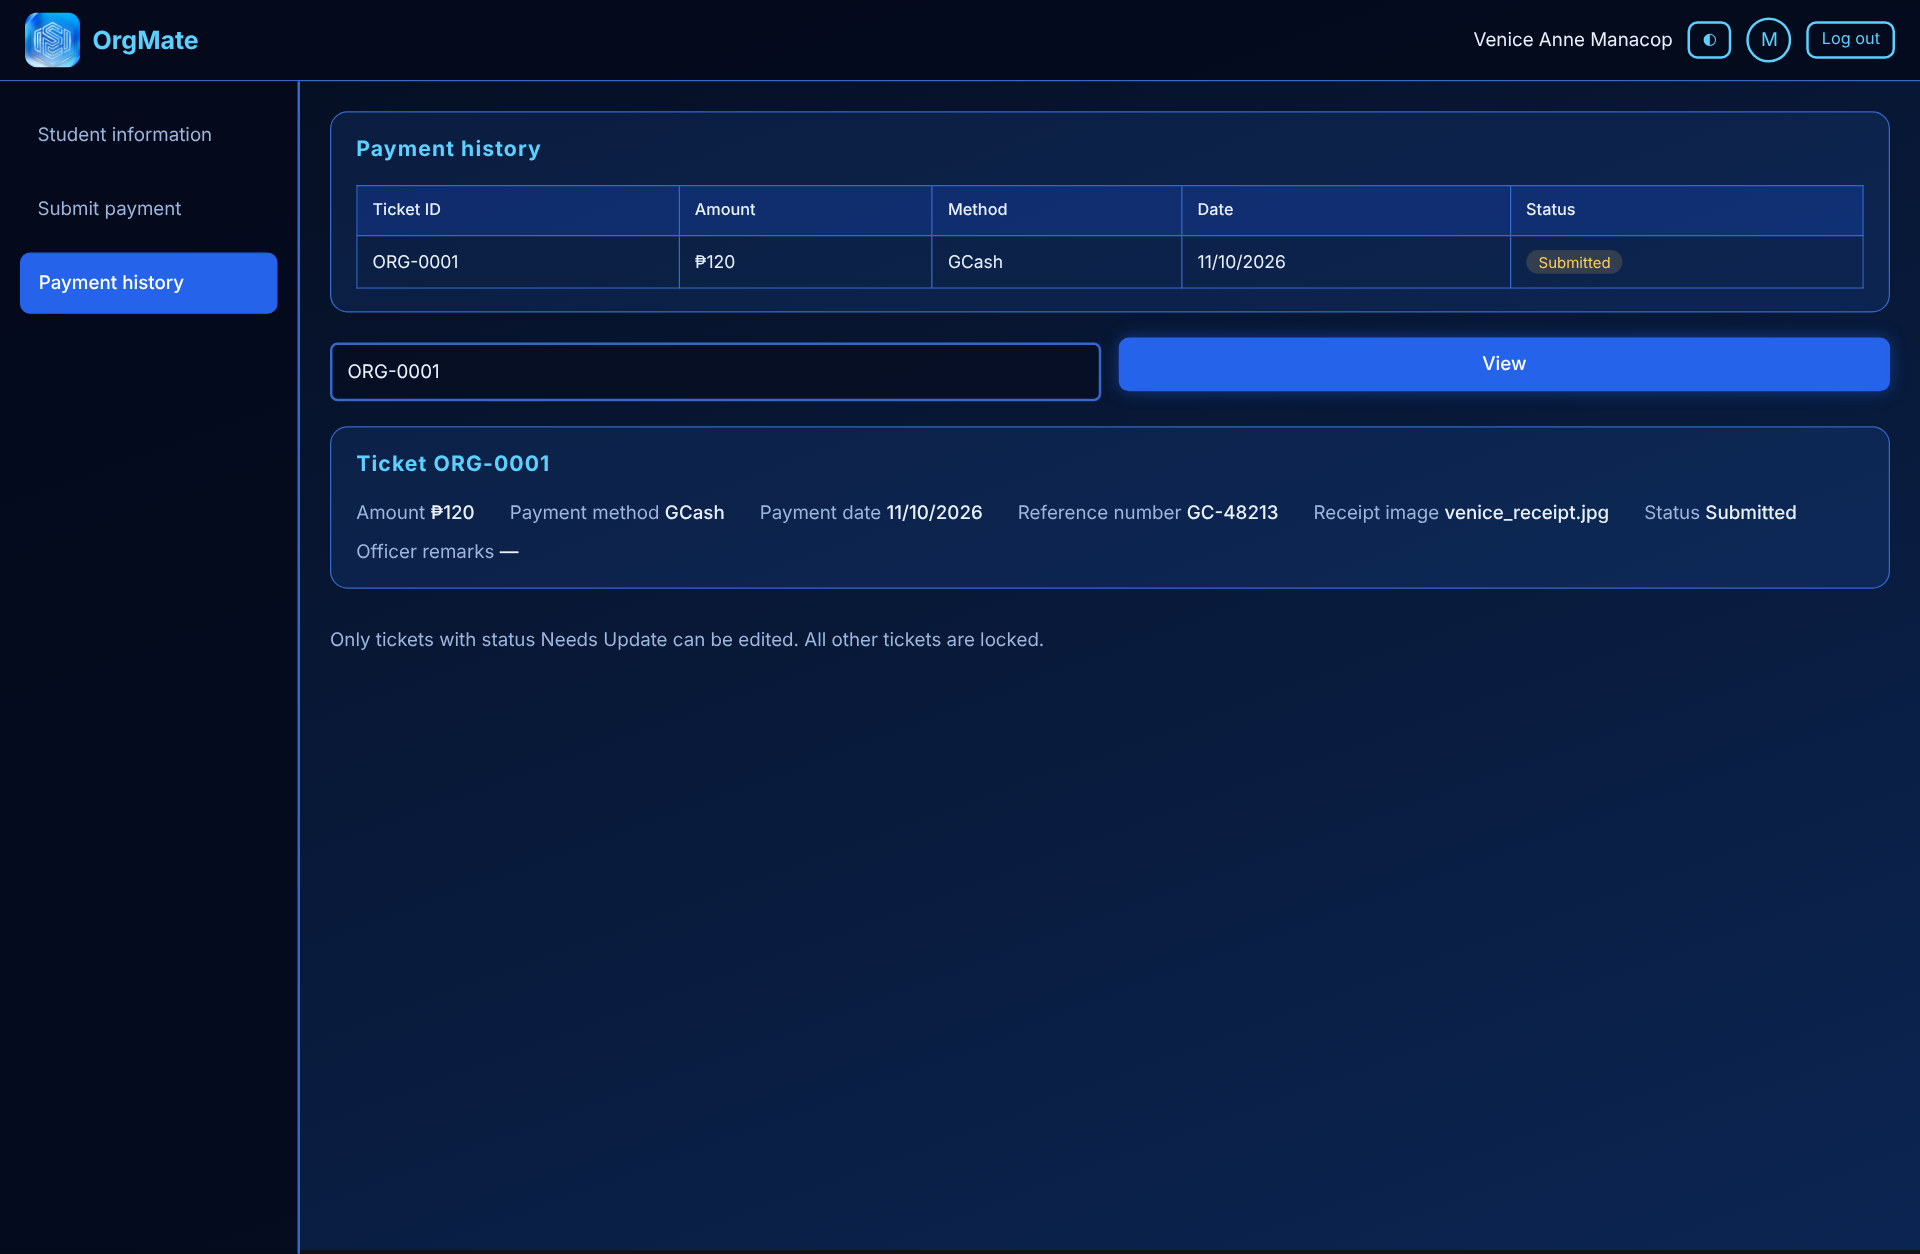 OrgMate
Venice Anne Manacop
M
Log out
Student information
Submit payment
Payment history
Payment history
Ticket ID Amount Method Date Status
ORG-0001 ₱120 GCash 11/10/2026 Submitted
ORG-0001
View
Ticket ORG-0001
Amount ₱120 Payment method GCash Payment date 11/10/2026 Reference number GC-48213 Receipt image venice_receipt.jpg Status Submitted
Officer remarks —
Only tickets with status Needs Update can be edited. All other tickets are locked.